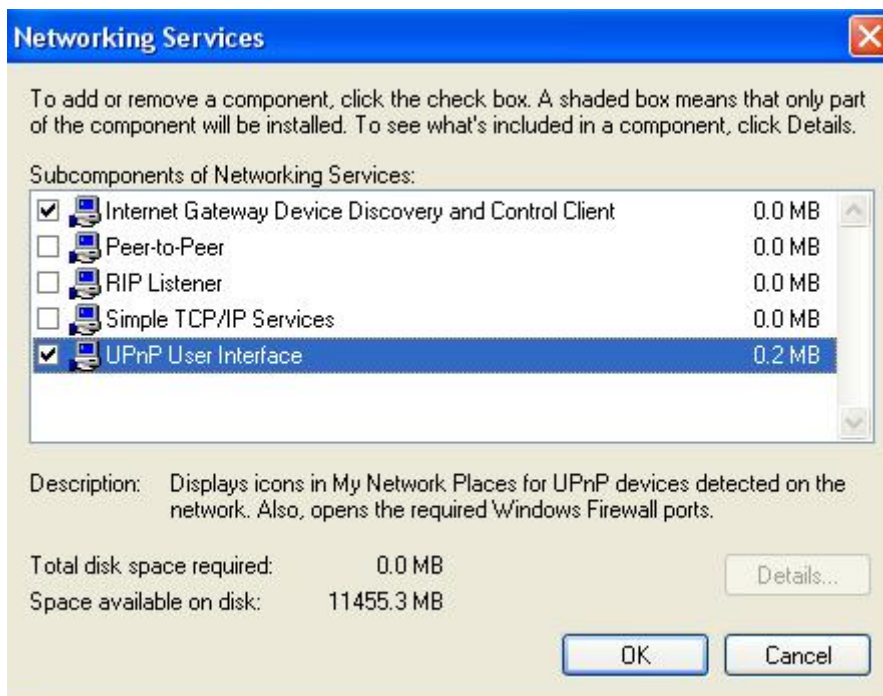 Networking Services
To add or remove a component, click the check box. A shaded box means that only part
of the component will be installed. To see what's included in a component, click Details.
Subcomponents of Networking Services:
Internet Gateway Device Discovery and Control Client 0.0 MB
Peer-to-Peer 0.0 MB
RIP Listener 0.0 MB
Simple TCP/IP Services 0.0 MB
UPnP User Interface 0.2 MB
Description: Displays icons in My Network Places for UPnP devices detected on the
network. Also, opens the required Windows Firewall ports.
Total disk space required: 0.0 MB
Details...
Space available on disk: 11455.3 MB
OK Cancel